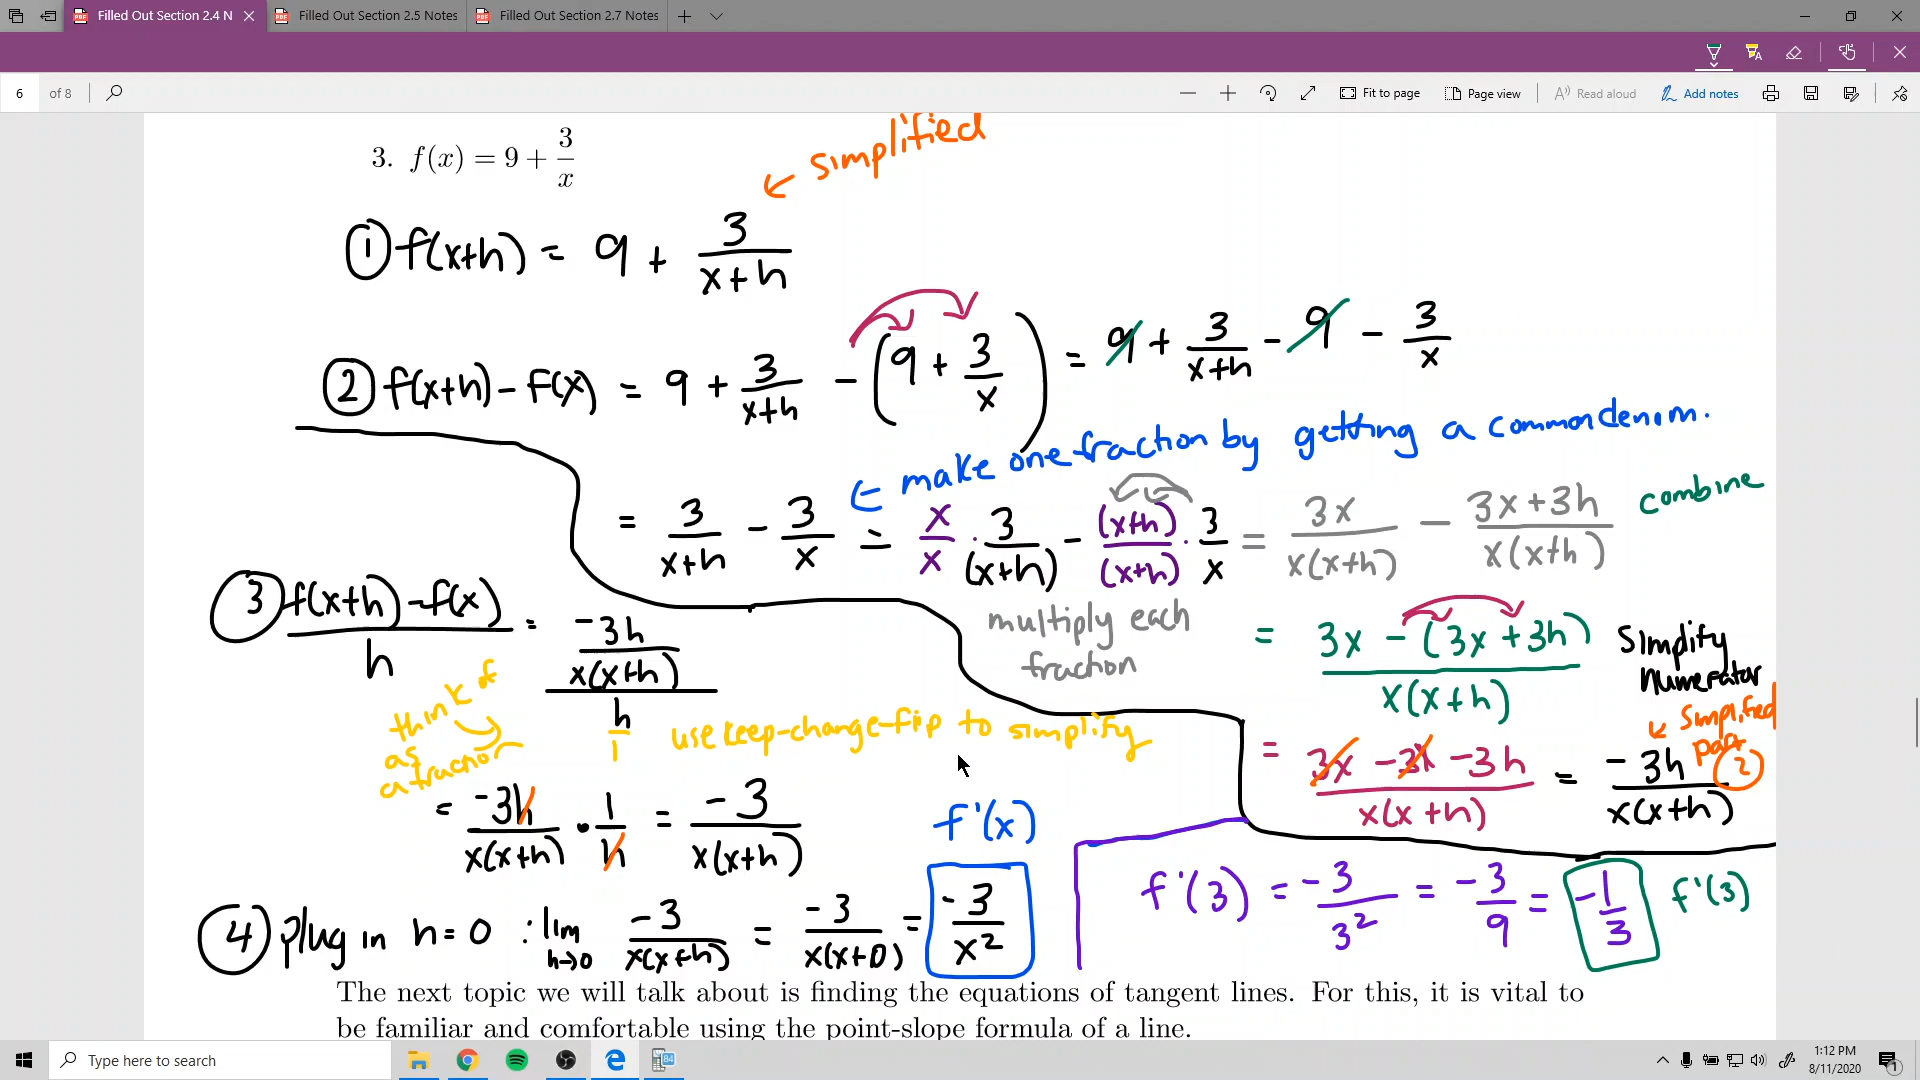 Filled Out Section 2.4 N
Filled Out Section 2.5 Notes
Filled Out Section 2.7 Notes
6 of 8
Fit to page
Page view
Read aloud
Add notes
3. f(x) = 9 + 3/x
← simplified
① f(x+h) = 9 + 3/(x+h)
② f(x+h) - f(x) = 9 + 3/(x+h) - (9 + 3/x) = 9 + 3/(x+h) - 9 - 3/x
← make one fraction by getting a common denom.
= 3/(x+h) - 3/x = x/x · 3/(x+h) - (x+h)/(x+h) · 3/x = 3x/(x(x+h)) - (3x+3h)/(x(x+h)) combine
multiply each
fraction
= (3x - (3x+3h))/(x(x+h)) Simplify
numerator
= (3x - 3x - 3h)/(x(x+h)) = -3h/(x(x+h))
↙ simplified
part ②
③ (f(x+h) - f(x))/h = (-3h/(x(x+h)))/(h/1)
think of
as
a fraction
use keep-change-flip to simplify
= -3h/(x(x+h)) · 1/h = -3/(x(x+h))
f'(x)
④ plug in h=0 : lim h→0 -3/(x(x+h)) = -3/(x(x+0)) = -3/x²
f'(3) = -3/3² = -3/9 = -1/3 f'(3)
The next topic we will talk about is finding the equations of tangent lines. For this, it is vital to
be familiar and comfortable using the point-slope formula of a line.
Type here to search
84
1:12 PM
8/11/2020
1